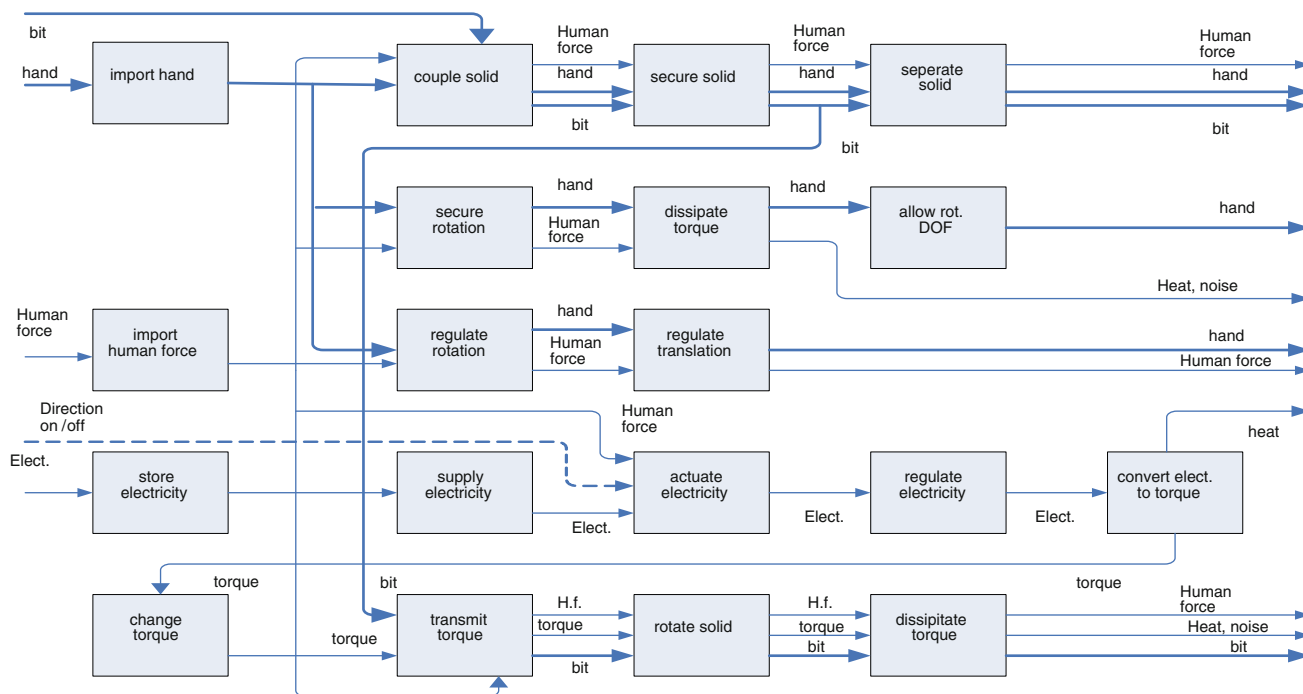 bit
hand
import hand
couple solid
Human
force
hand
bit
secure solid
Human
force
hand
bit
seperate
solid
Human
force
hand
bit
secure
rotation
hand
Human
force
dissipate
torque
hand
allow rot.
DOF
hand
Heat, noise
Human
force
import
human force
regulate
rotation
hand
Human
force
regulate
translation
hand
Human force
Direction
on /off
Human
force
heat
Elect.
store
electricity
supply
electricity
Elect.
actuate
electricity
Elect.
regulate
electricity
Elect.
convert elect.
to torque
torque
bit
torque
change
torque
torque
transmit
torque
H.f.
torque
bit
rotate solid
H.f.
torque
bit
dissipitate
torque
Human
force
Heat, noise
bit